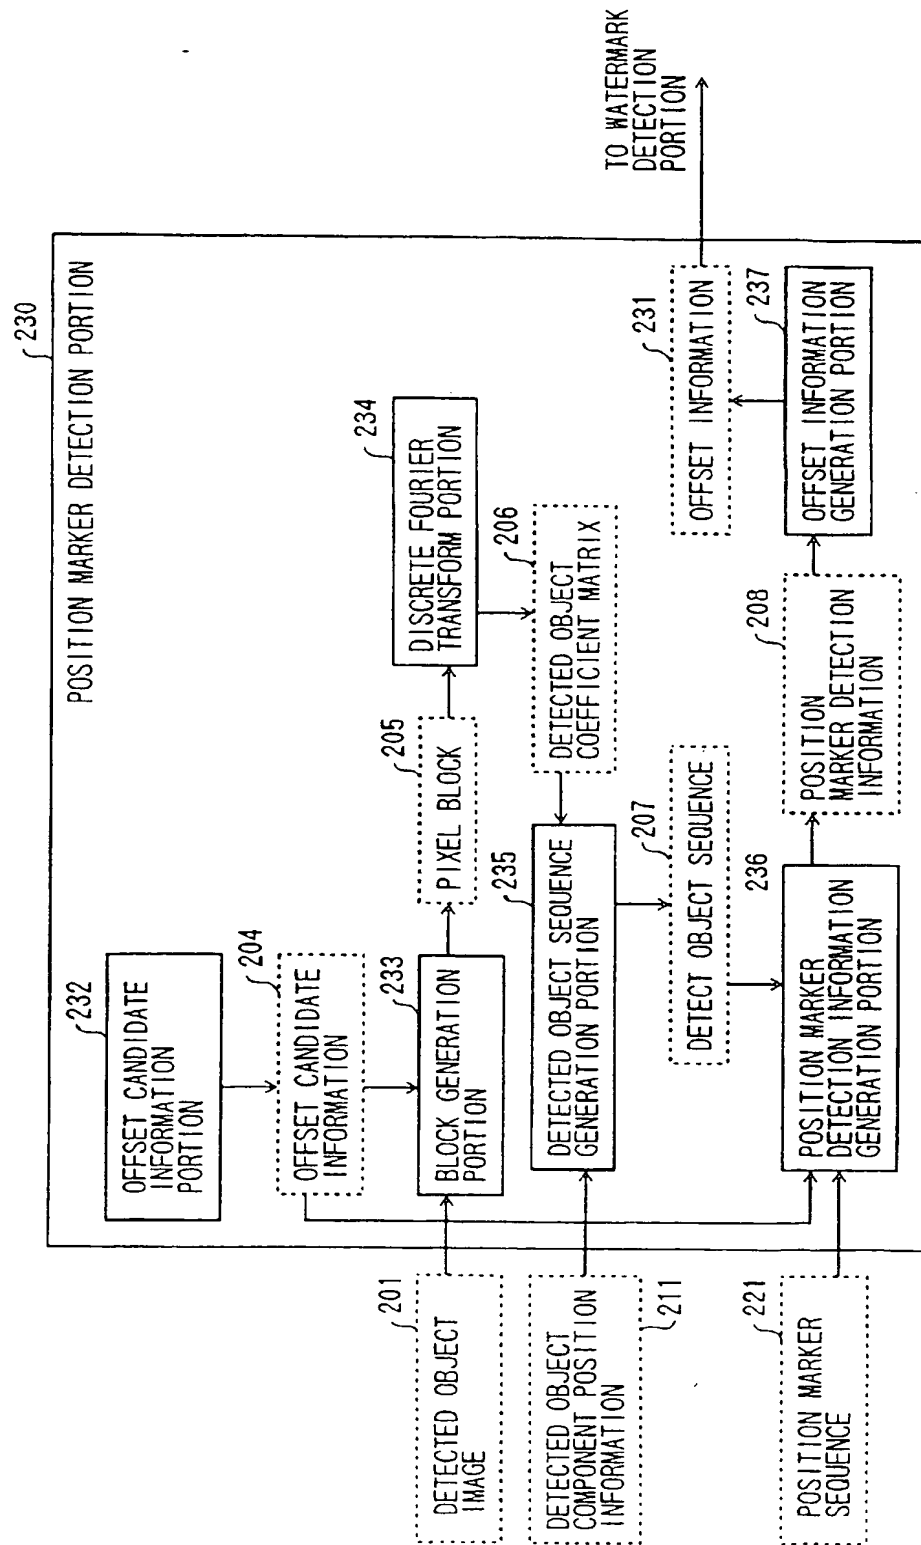 230
POSITION MARKER DETECTION PORTION
232
OFFSET CANDIDATE
INFORMATION
PORTION
204
OFFSET CANDIDATE
INFORMATION
233
BLOCK GENERATION
PORTION
205
PIXEL BLOCK
234
DISCRETE FOURIER
TRANSFORM PORTION
206
DETECTED OBJECT
COEFFICIENT MATRIX
201
DETECTED OBJECT
IMAGE
235
DETECTED OBJECT SEQUENCE
GENERATION PORTION
207
DETECT OBJECT SEQUENCE
DETECTED OBJECT
COMPONENT POSITION
INFORMATION
211
236
POSITION MARKER
DETECTION INFORMATION
GENERATION PORTION
221
POSITION MARKER
SEQUENCE
208
POSITION
MARKER DETECTION
INFORMATION
231
OFFSET INFORMATION
237
OFFSET INFORMATION
GENERATION PORTION
TO WATERMARK
DETECTION
PORTION